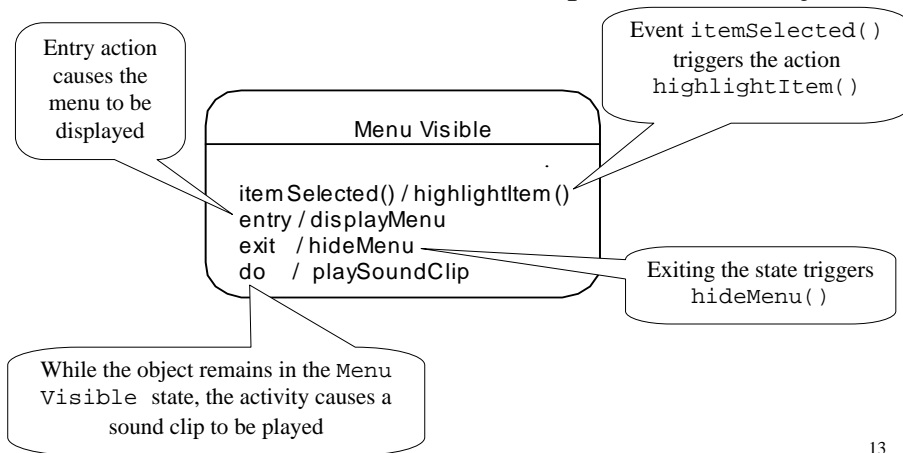 Entry action
causes the
menu to be
displayed
Event itemSelected()
triggers the action
highlightItem()
Menu Visible
itemSelected() / highlightItem()
entry / displayMenu
exit / hideMenu
do / playSoundClip
Exiting the state triggers
hideMenu()
While the object remains in the Menu
Visible state, the activity causes a
sound clip to be played
13